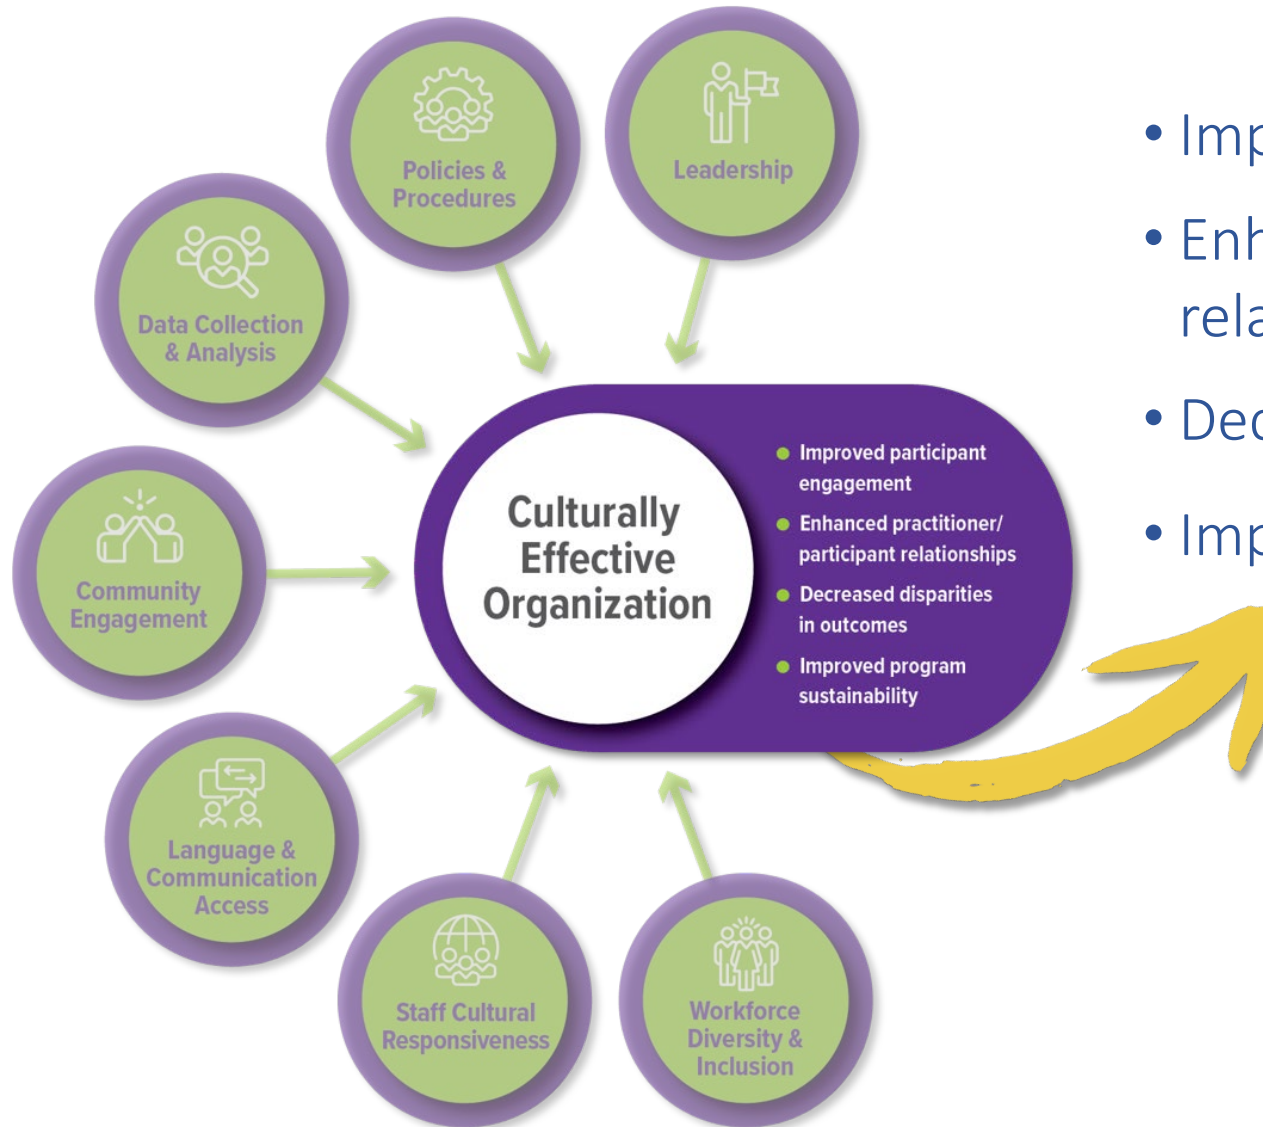 Policies &
Procedures
Leadership
Data Collection
& Analysis
Community
Engagement
Language &
Communication
Access
Staff Cultural
Responsiveness
Workforce
Diversity &
Inclusion
Culturally
Effective
Organization
• Improved participant
engagement
• Enhanced practitioner/
participant relationships
• Decreased disparities
in outcomes
• Improved program
sustainability